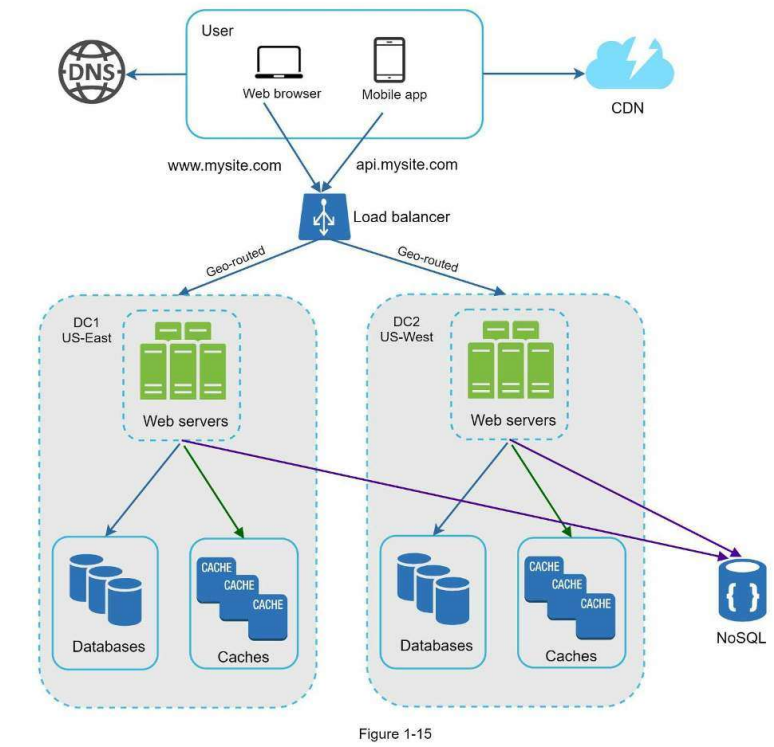 User
DNS
Web browser
Mobile app
CDN
www.mysite.com
api.mysite.com
Load balancer
Geo-routed
Geo-routed
DC1
US-East
DC2
US-West
Web servers
Web servers
CACHE
CACHE
CACHE
CACHE
CACHE
CACHE
{ }
Databases
Caches
Databases
Caches
NoSQL
Figure 1-15